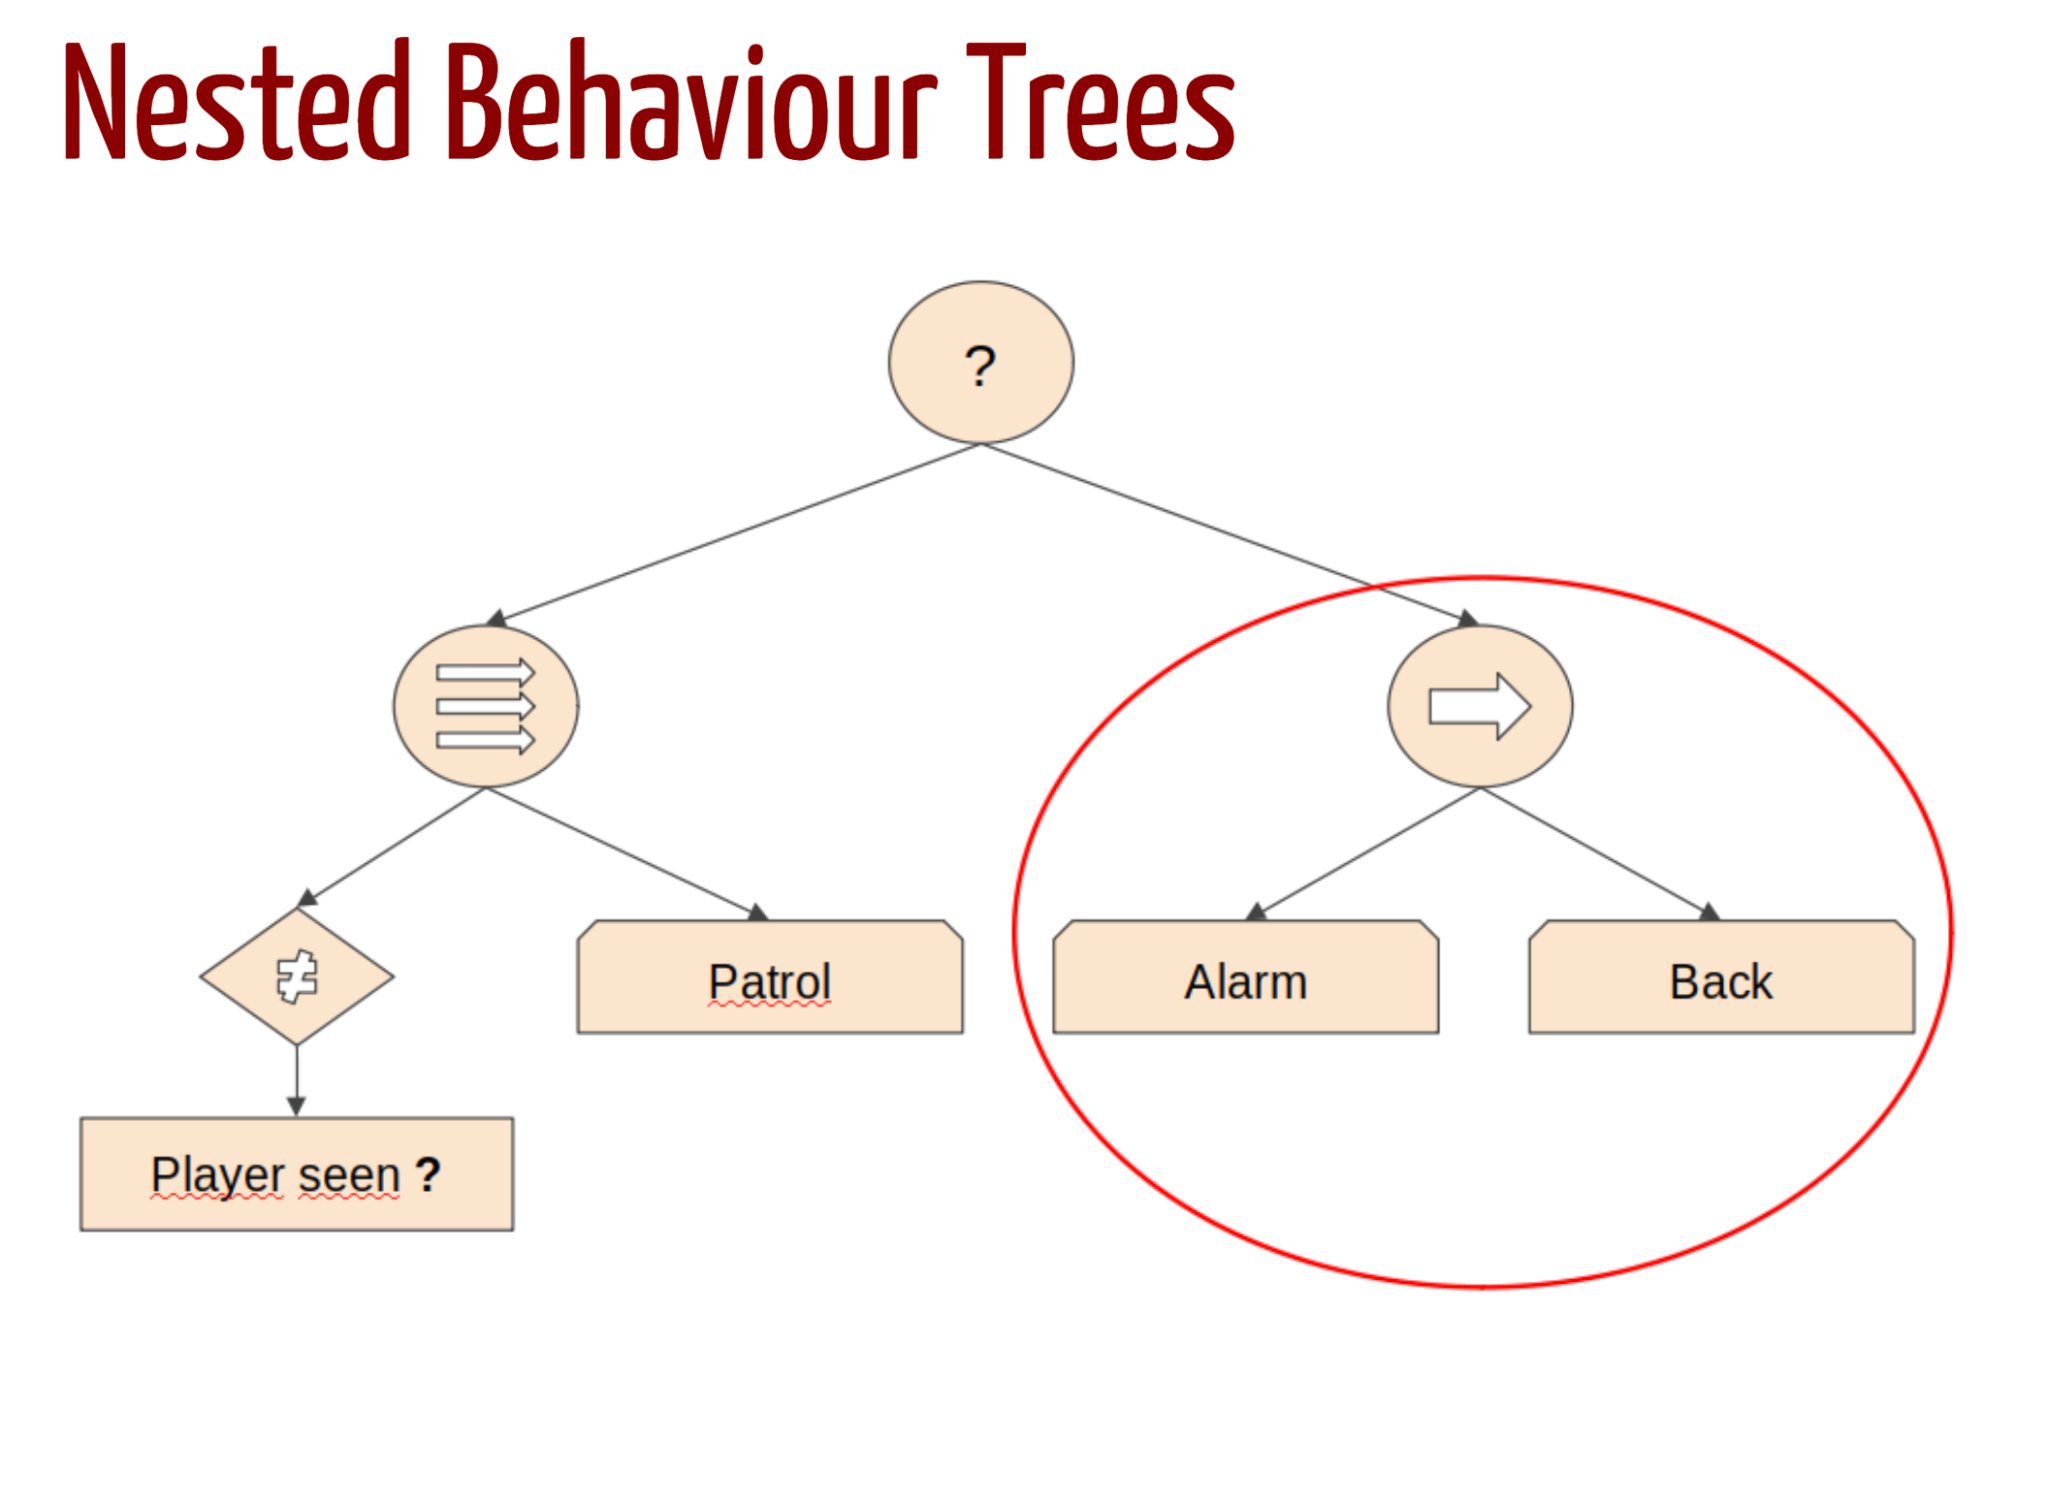 Nested Behaviour Trees
?
≠
Patrol
Alarm
Back
Player seen ?